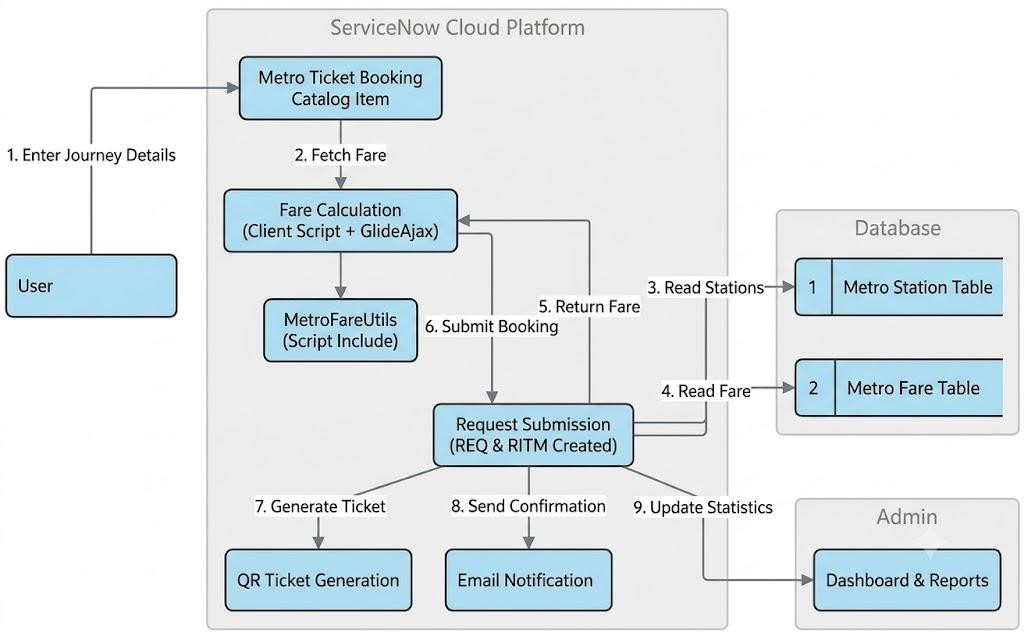 ServiceNow Cloud Platform
Metro Ticket Booking
Catalog Item
1. Enter Journey Details
2. Fetch Fare
Fare Calculation
(Client Script + GlideAjax)
User
MetroFareUtils
(Script Include)
6. Submit Booking
5. Return Fare
3. Read Stations
4. Read Fare
Database
1
Metro Station Table
2
Metro Fare Table
Request Submission
(REQ & RITM Created)
7. Generate Ticket
8. Send Confirmation
9. Update Statistics
QR Ticket Generation
Email Notification
Admin
Dashboard & Reports